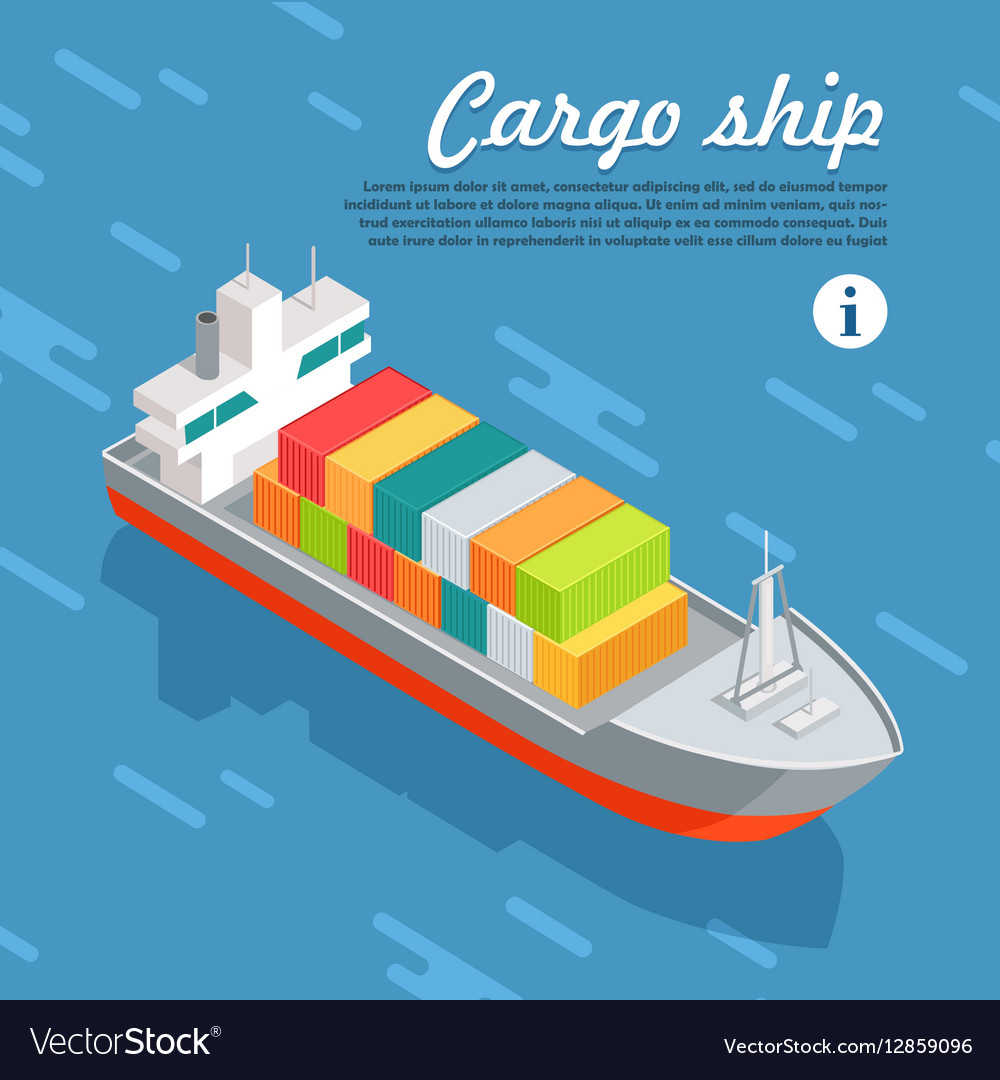 Cargo ship
Lorem ipsum dolor sit amet, consectetur adipiscing elit, sed do eiusmod tempor
incididunt ut labore et dolore magna aliqua. Ut enim ad minim veniam, quis nos-
trud exercitation ullamco laboris nisi ut aliquip ex ea commodo consequat. Duis
aute irure dolor in reprehenderit in voluptate velit esse cillum dolore eu fugiat
i
VectorStock®
VectorStock.com/12859096